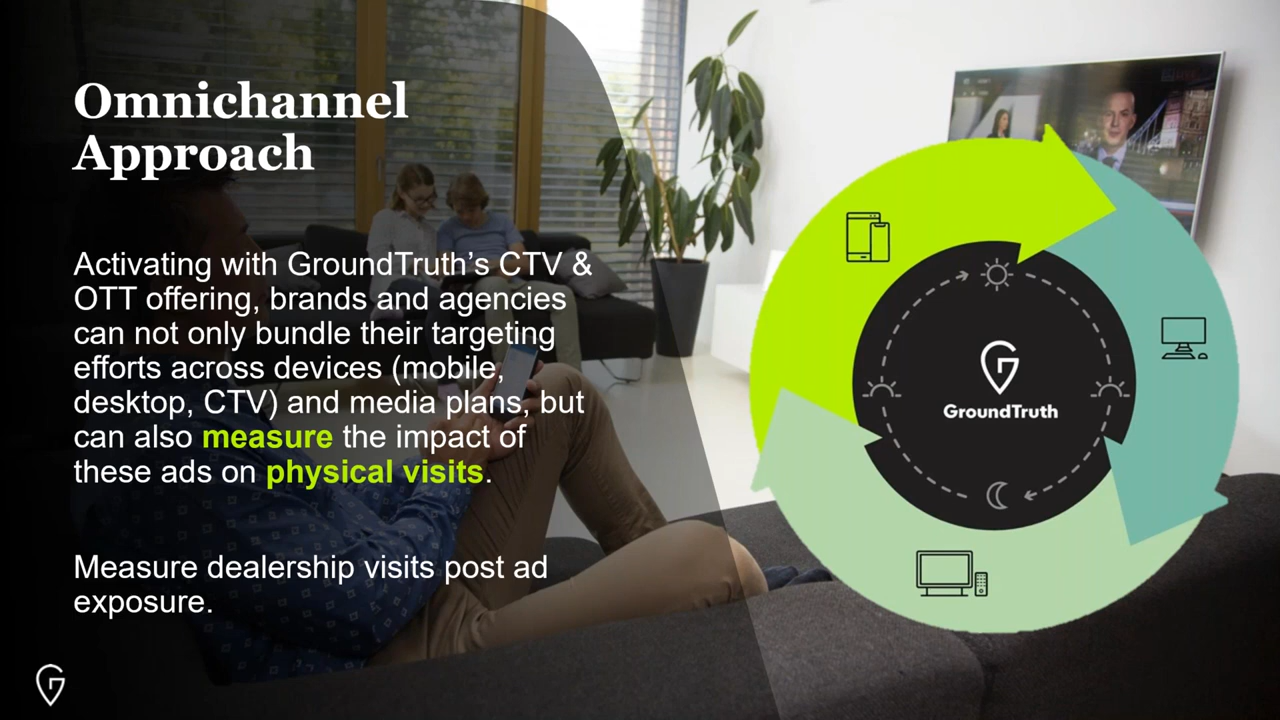 Omnichannel
Approach
Activating with GroundTruth’s CTV &
OTT offering, brands and agencies
can not only bundle their targeting
efforts across devices (mobile,
desktop, CTV) and media plans, but
can also measure the impact of
these ads on physical visits.
Measure dealership visits post ad
exposure.
GroundTruth